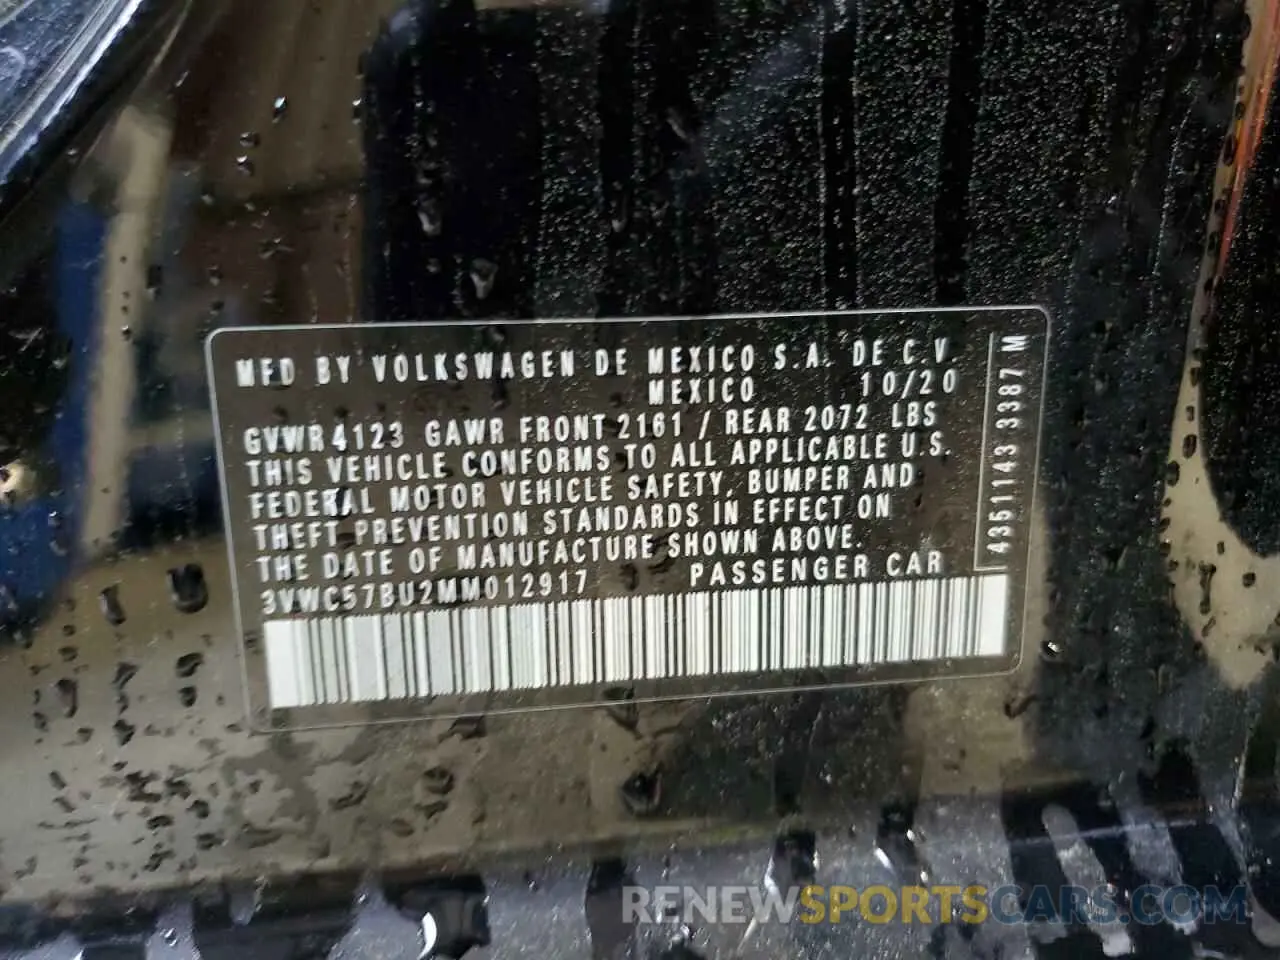 MFD BY VOLKSWAGEN DE MEXICO S.A. DE C.V.
MEXICO 10/20
GVWR 4123 GAWR FRONT 2161 / REAR 2072 LBS
THIS VEHICLE CONFORMS TO ALL APPLICABLE U.S.
FEDERAL MOTOR VEHICLE SAFETY, BUMPER AND
THEFT PREVENTION STANDARDS IN EFFECT ON
THE DATE OF MANUFACTURE SHOWN ABOVE.
3VWC57BU2MM012917 PASSENGER CAR
4351143 3387 M
RENEWSPORTSCARS.COM